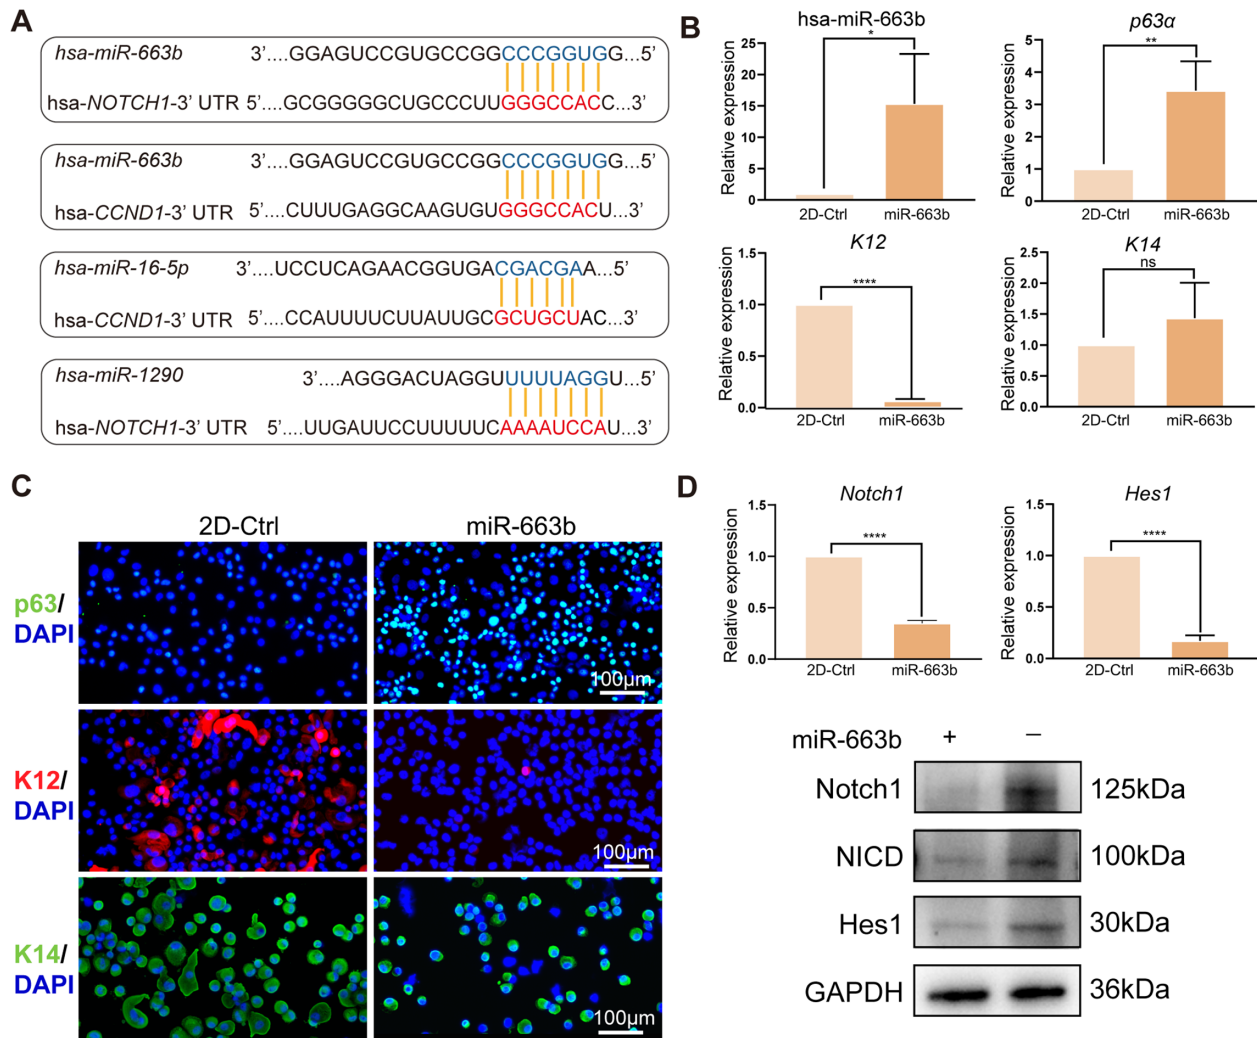 A
hsa-miR-663b 3’....GGAGUCCGUGCCGGCCCGGUGG...5’
hsa-NOTCH1-3’ UTR 5’....GCGGGGGCUGCCCUUGGGCCACC...3’
hsa-miR-663b 3’....GGAGUCCGUGCCGGCCCGGUGG...5’
hsa-CCND1-3’ UTR 5’....CUUUGAGGCAAGUGUGGGCCACU...3’
hsa-miR-16-5p 3’....UCCUCAGAACGGUGACGACGAA...5’
hsa-CCND1-3’ UTR 5’....CCAUUUUCUUAUUGCGCUGCUAC...3’
hsa-miR-1290 3’....AGGGACUAGGUUUUUAGGU...5’
hsa-NOTCH1-3’ UTR 5’....UUGAUUCCUUUUUCAAAAUCCAU...3’
B
hsa-miR-663b
Relative expression
25
20
15
10
5
0
*
2D-Ctrl miR-663b
p63α
Relative expression
5
4
3
2
1
0
**
2D-Ctrl miR-663b
K12
Relative expression
1.5
1.0
0.5
0.0
****
2D-Ctrl miR-663b
K14
Relative expression
2.5
2.0
1.5
1.0
0.5
0.0
ns
2D-Ctrl miR-663b
C
2D-Ctrl miR-663b
p63/
DAPI
100μm
K12/
DAPI
100μm
K14/
DAPI
100μm
D
Notch1
Relative expression
1.5
1.0
0.5
0.0
****
2D-Ctrl miR-663b
Hes1
Relative expression
1.5
1.0
0.5
0.0
****
2D-Ctrl miR-663b
miR-663b + −
Notch1 125kDa
NICD 100kDa
Hes1 30kDa
GAPDH 36kDa